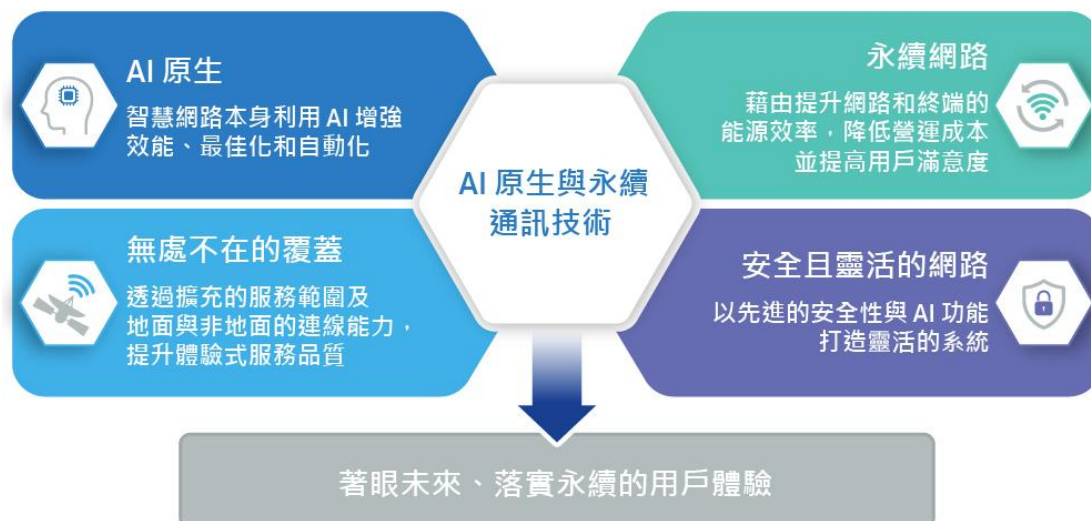 AI 原生
智慧網路本身利用 AI 增強
效能、最佳化和自動化
永續網路
藉由提升網路和終端的
能源效率，降低營運成本
並提高用戶滿意度
AI 原生與永續
通訊技術
無處不在的覆蓋
透過擴充的服務範圍及
地面與非地面的連線能力，
提升體驗式服務品質
安全且靈活的網路
以先進的安全性與 AI 功能
打造靈活的系統
著眼未來、落實永續的用戶體驗